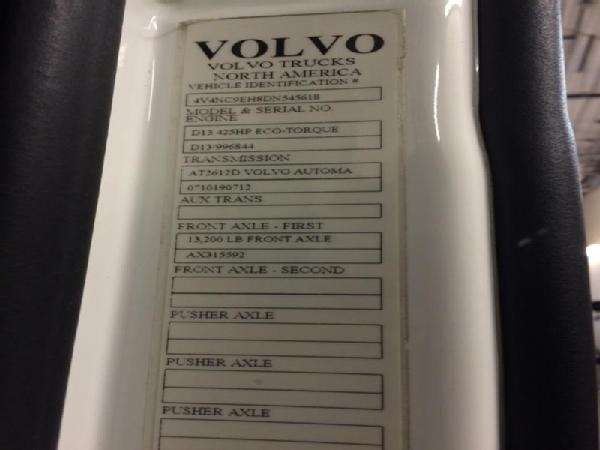 VOLVO
VOLVO TRUCKS
NORTH AMERICA
VEHICLE IDENTIFICATION #
4V4NC9EH8DN545618
MODEL & SERIAL NO.
ENGINE
D13 425HP ECO-TORQUE
D13/996844
TRANSMISSION
AT2612D VOLVO AUTOMA
0710190712
AUX TRANS
FRONT AXLE - FIRST
13,200 LB FRONT AXLE
AX315592
FRONT AXLE - SECOND
PUSHER AXLE
PUSHER AXLE
PUSHER AXLE